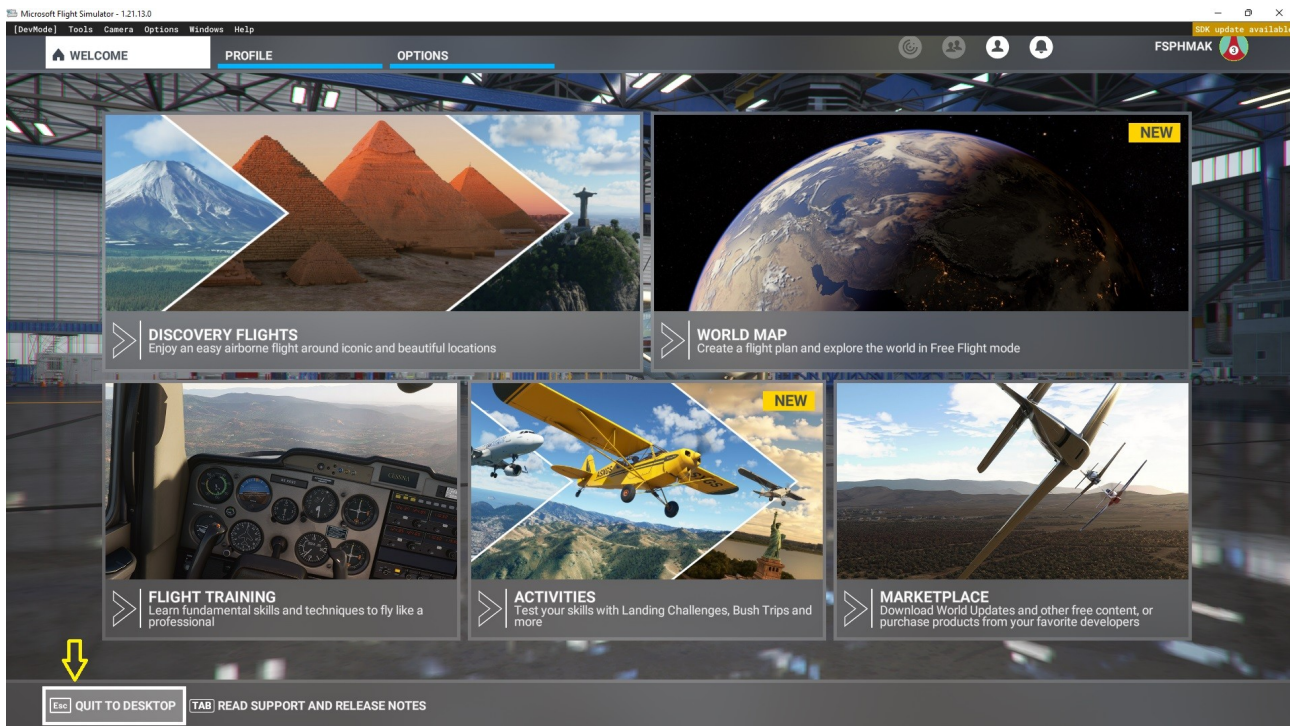 Microsoft Flight Simulator - 1.21.13.0
[DevMode] Tools Camera Options Windows Help
SDK update available
WELCOME
PROFILE
OPTIONS
FSPHMAK
3
NEW
DISCOVERY FLIGHTS
Enjoy an easy airborne flight around iconic and beautiful locations
WORLD MAP
Create a flight plan and explore the world in Free Flight mode
CESSNA
NEW
FLIGHT TRAINING
Learn fundamental skills and techniques to fly like a
professional
ACTIVITIES
Test your skills with Landing Challenges, Bush Trips and
more
MARKETPLACE
Download World Updates and other free content, or
purchase products from your favorite developers
Esc QUIT TO DESKTOP
TAB READ SUPPORT AND RELEASE NOTES